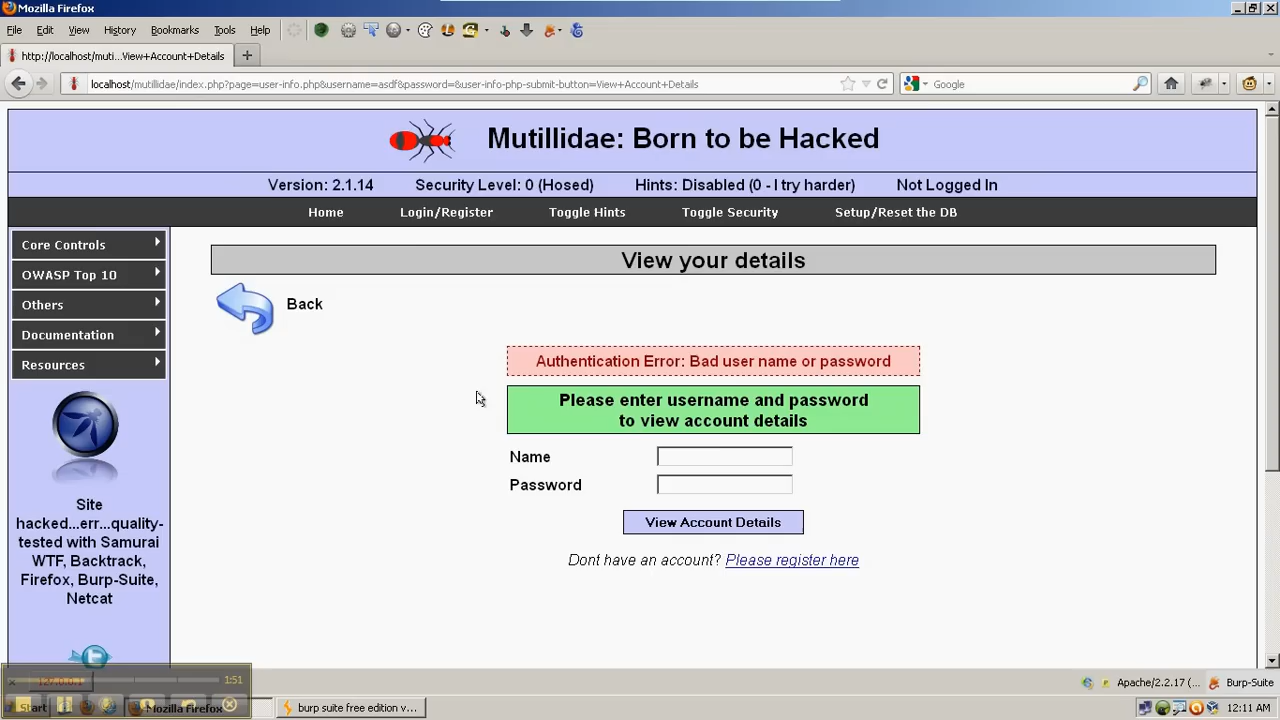 Mozilla Firefox
File Edit View History Bookmarks Tools Help
http://localhost/muti...View+Account+Details
localhost/mutillidae/index.php?page=user-info.php&username=asdf&password=&user-info-php-submit-button=View+Account+Details
Google
Mutillidae: Born to be Hacked
Version: 2.1.14 Security Level: 0 (Hosed) Hints: Disabled (0 - I try harder) Not Logged In
Home Login/Register Toggle Hints Toggle Security Setup/Reset the DB
Core Controls
OWASP Top 10
Others
Documentation
Resources
Site
hacked...err...quality-
tested with Samurai
WTF, Backtrack,
Firefox, Burp-Suite,
Netcat
View your details
Back
Authentication Error: Bad user name or password
Please enter username and password
to view account details
Name
Password
View Account Details
Dont have an account? Please register here
127.0.0.1
1:51
Apache/2.2.17 (...
Burp-Suite
Start
Mozilla Firefox
burp suite free edition v...
12:11 AM